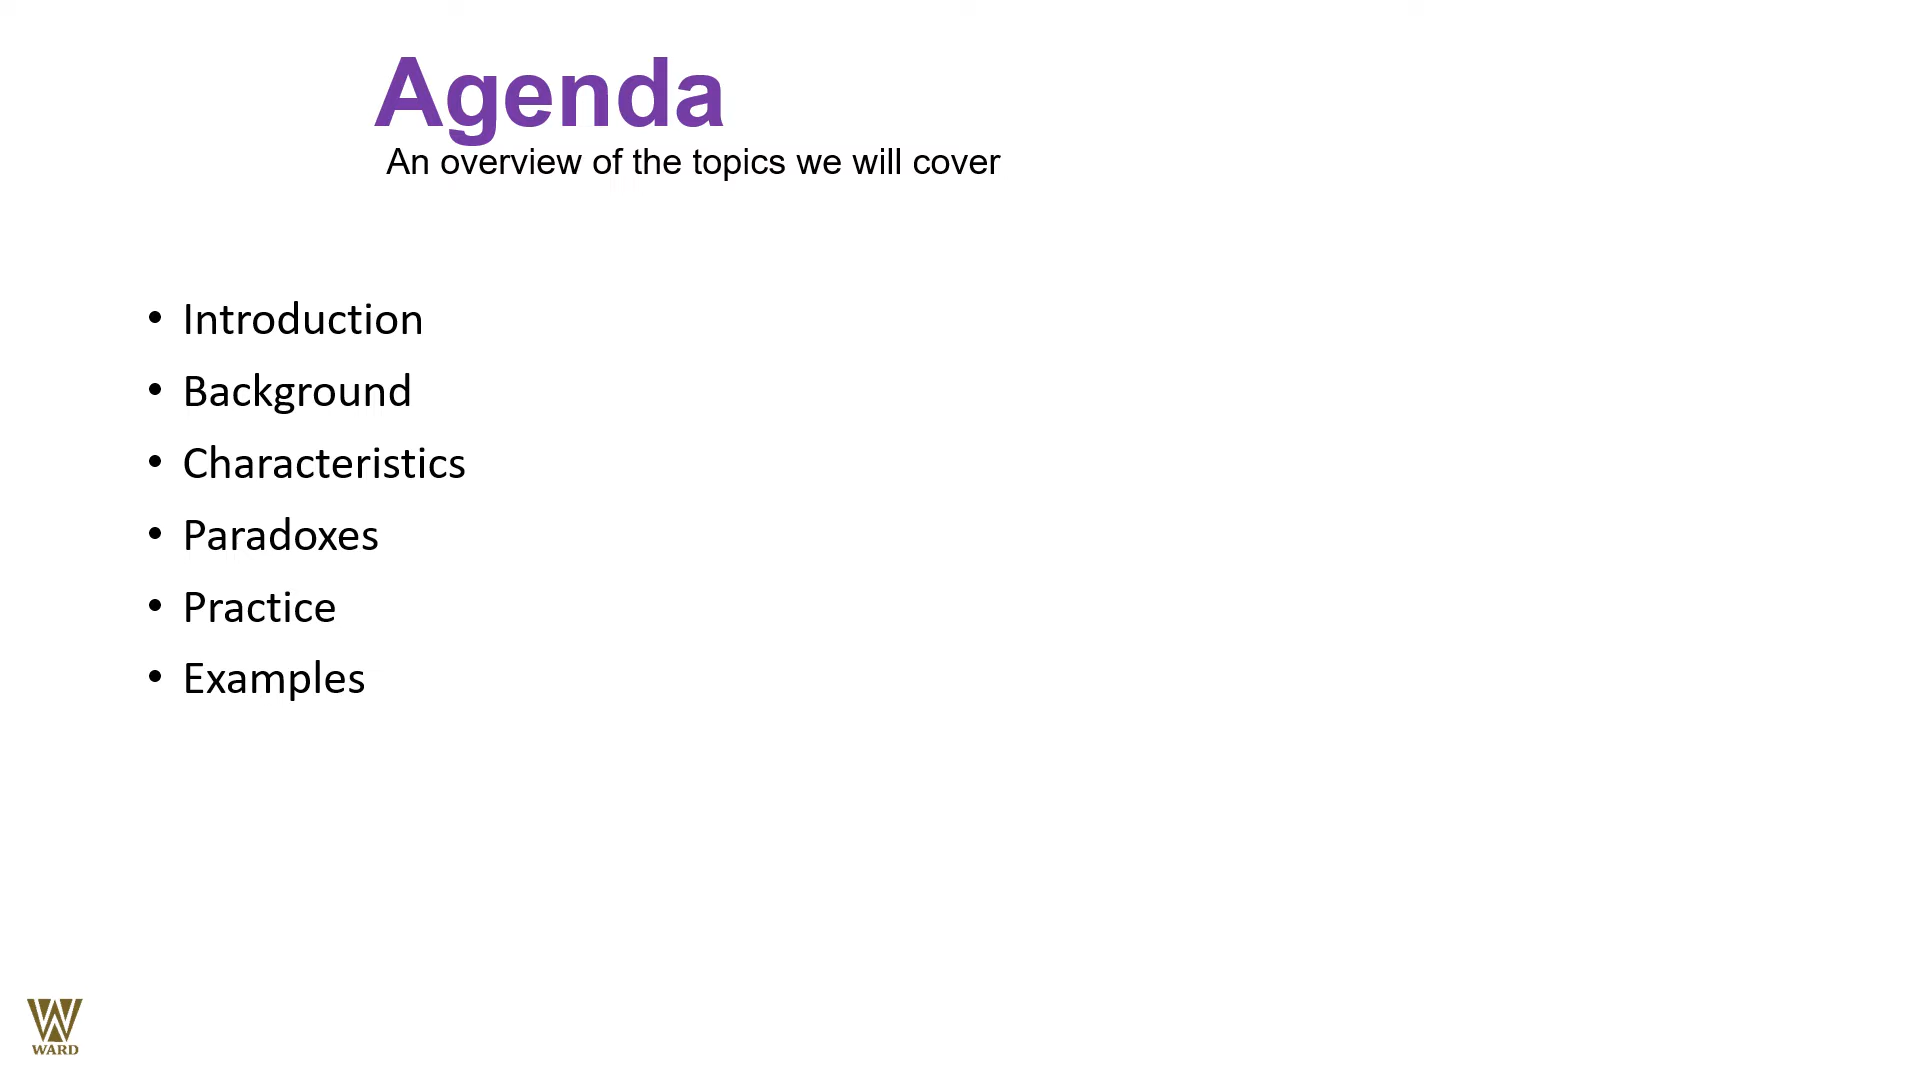 Agenda
An overview of the topics we will cover
• Introduction
• Background
• Characteristics
• Paradoxes
• Practice
• Examples
WARD